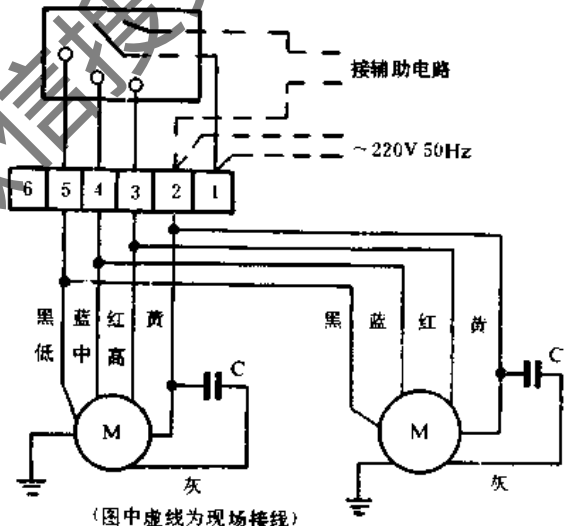 接辅助电路
~220V 50Hz
6 5 4 3 2 1
黑 蓝 红 黄
低 中 高
黑 蓝 红 黄
C
C
M
M
灰
灰
(图中虚线为现场接线)